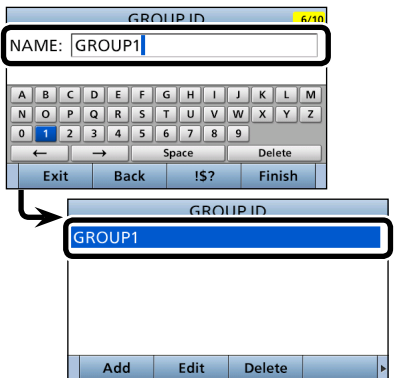 GROUP ID 6/10
NAME: GROUP1
A B C D E F G H I J K L M
N O P Q R S T U V W X Y Z
0 1 2 3 4 5 6 7 8 9
← → Space Delete
Exit Back !$? Finish
GROUP ID
GROUP1
Add Edit Delete